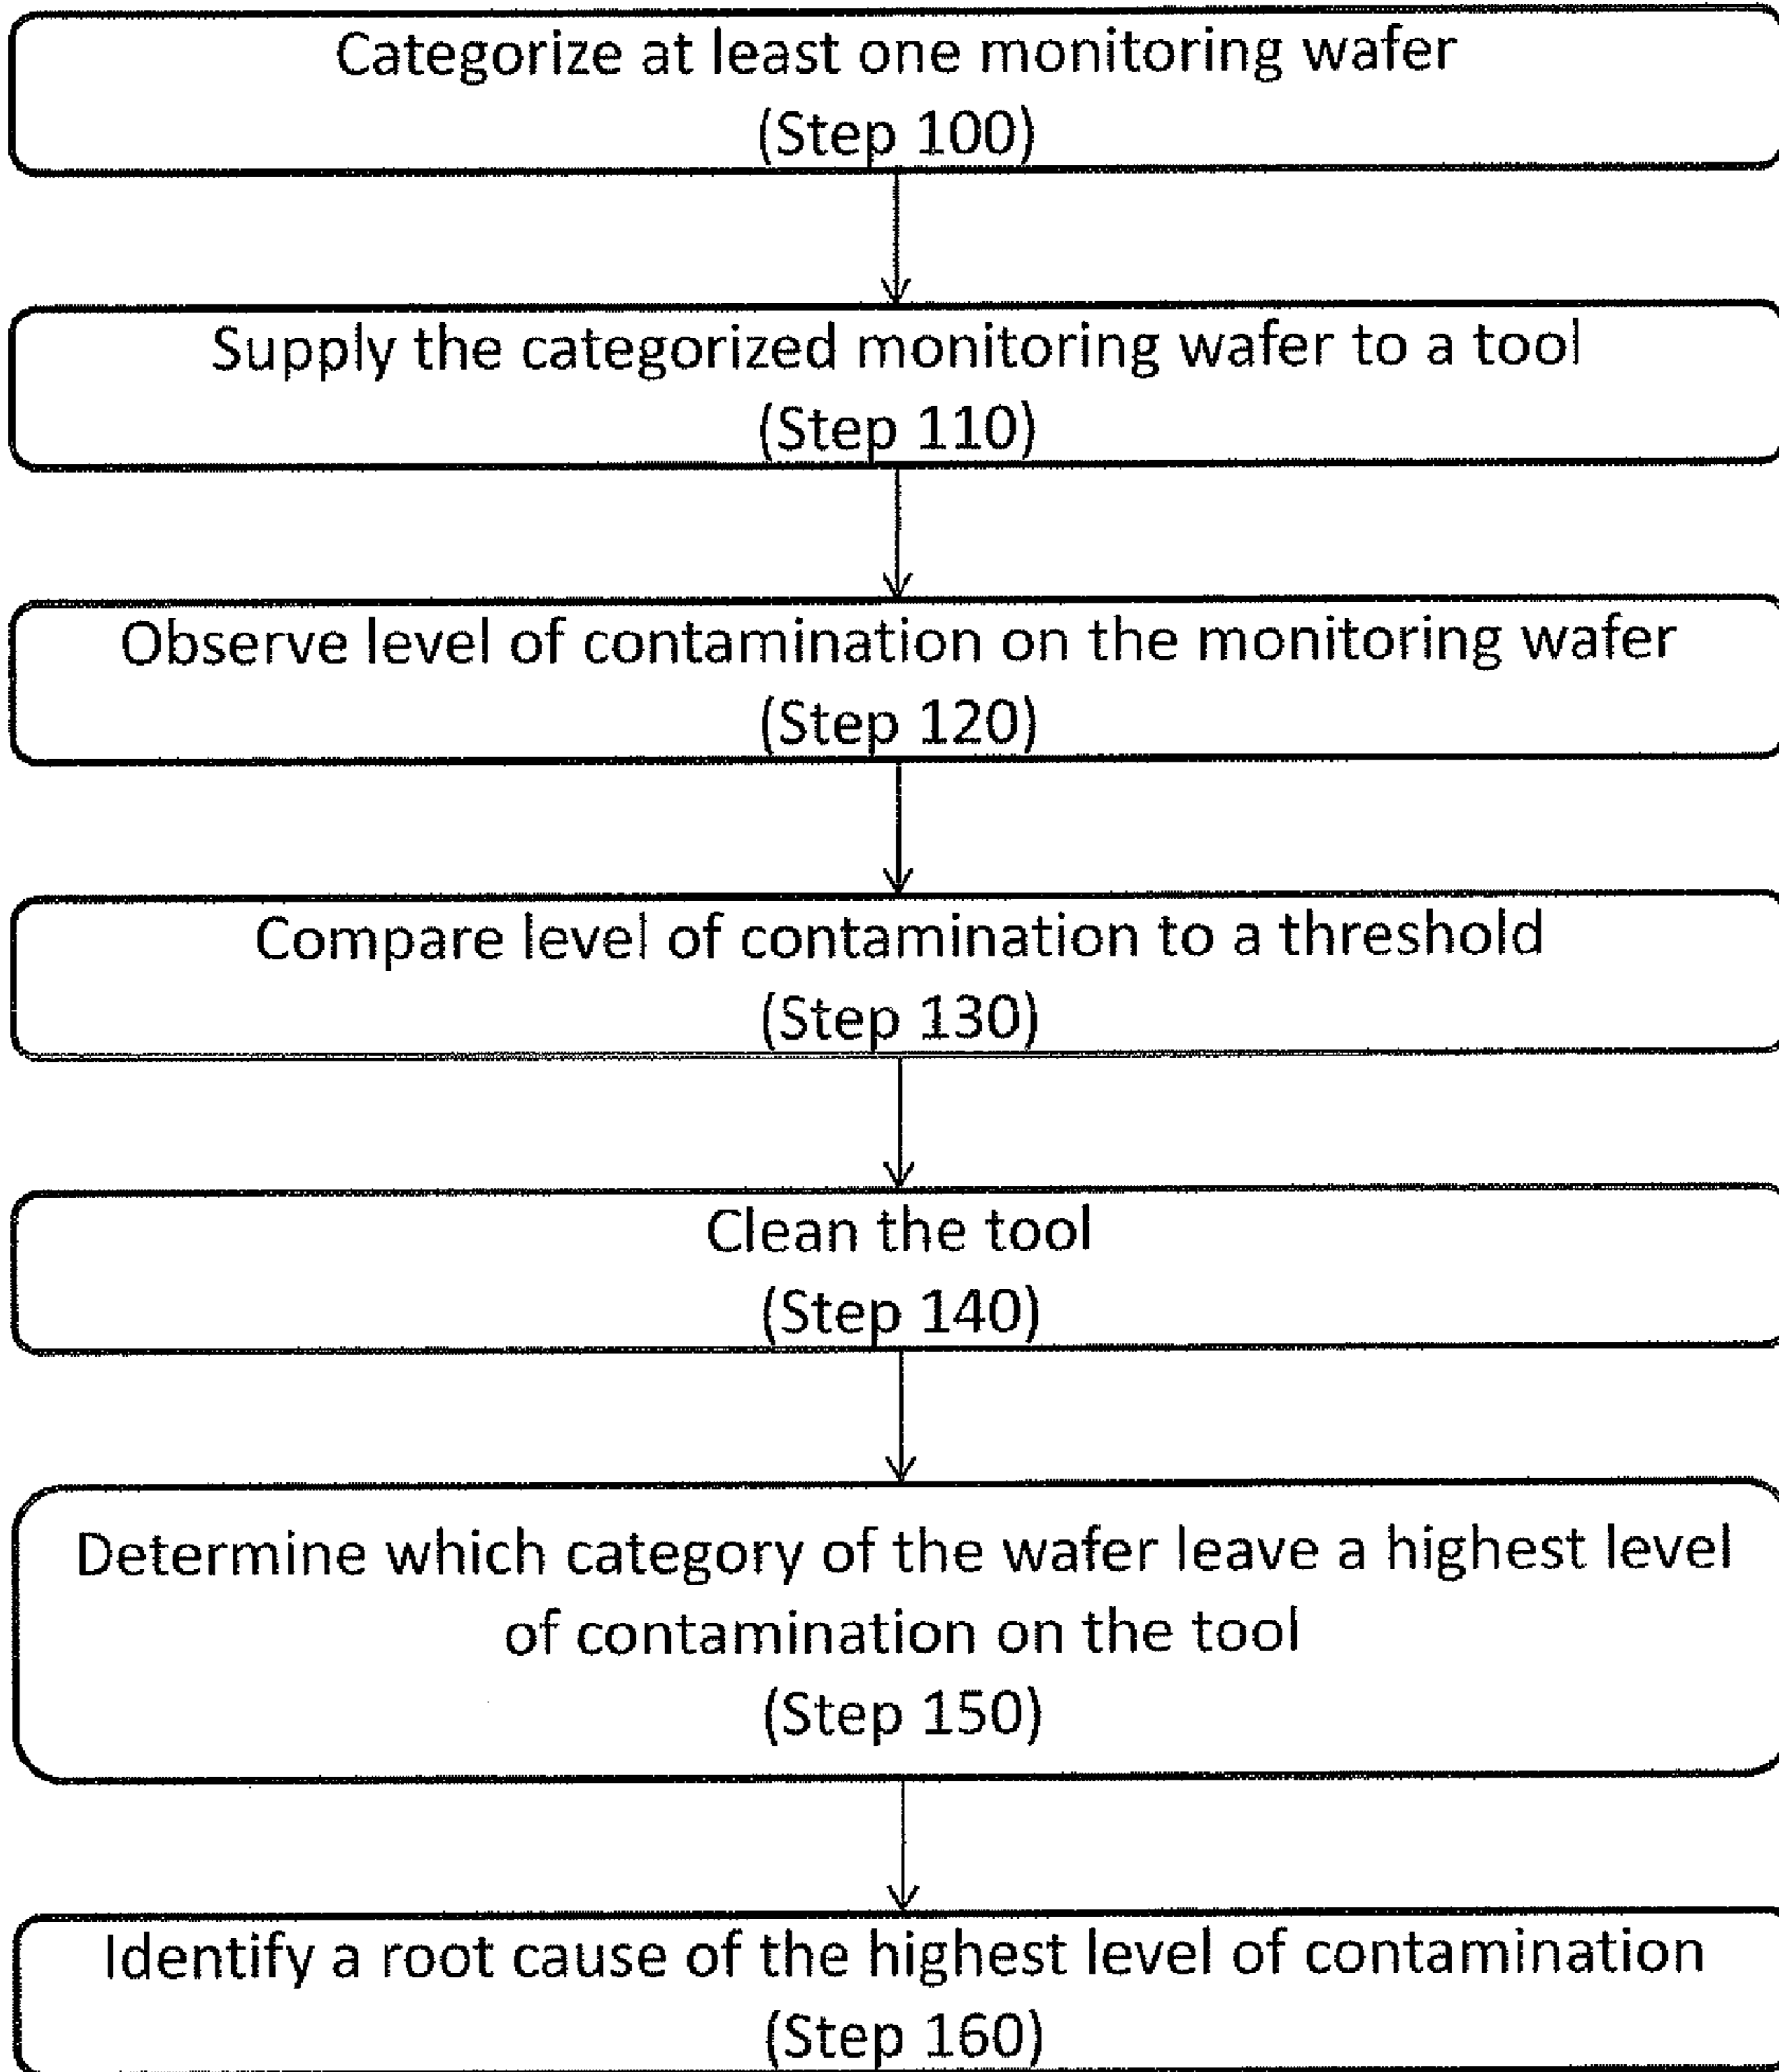 Categorize at least one monitoring wafer
(Step 100)
Supply the categorized monitoring wafer to a tool
(Step 110)
Observe level of contamination on the monitoring wafer
(Step 120)
Compare level of contamination to a threshold
(Step 130)
Clean the tool
(Step 140)
Determine which category of the wafer leave a highest level
of contamination on the tool
(Step 150)
Identify a root cause of the highest level of contamination
(Step 160)